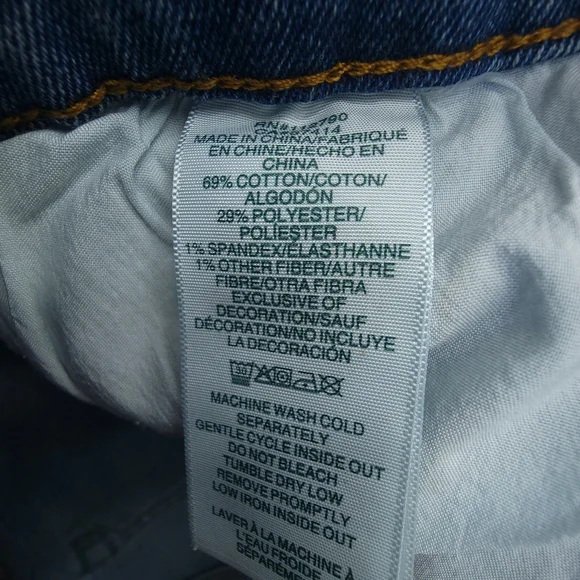 MADE IN CHINA/FABRIQUE
EN CHINE/HECHO EN
CHINA
69% COTTON/COTON/
ALGODÓN
29% POLYESTER/
POLIESTER
1% SPANDEX/ÉLASTHANNE
1% OTHER FIBER/AUTRE
FIBRE/OTRA FIBRA
EXCLUSIVE OF
DECORATION/SAUF
DÉCORATION/NO INCLUYE
LA DECORACIÓN
MACHINE WASH COLD
SEPARATELY
GENTLE CYCLE INSIDE OUT
DO NOT BLEACH
TUMBLE DRY LOW
REMOVE PROMPTLY
LOW IRON INSIDE OUT
LAVER À LA MACHINE À
L'EAU FROIDE
SÉPARÉMENT